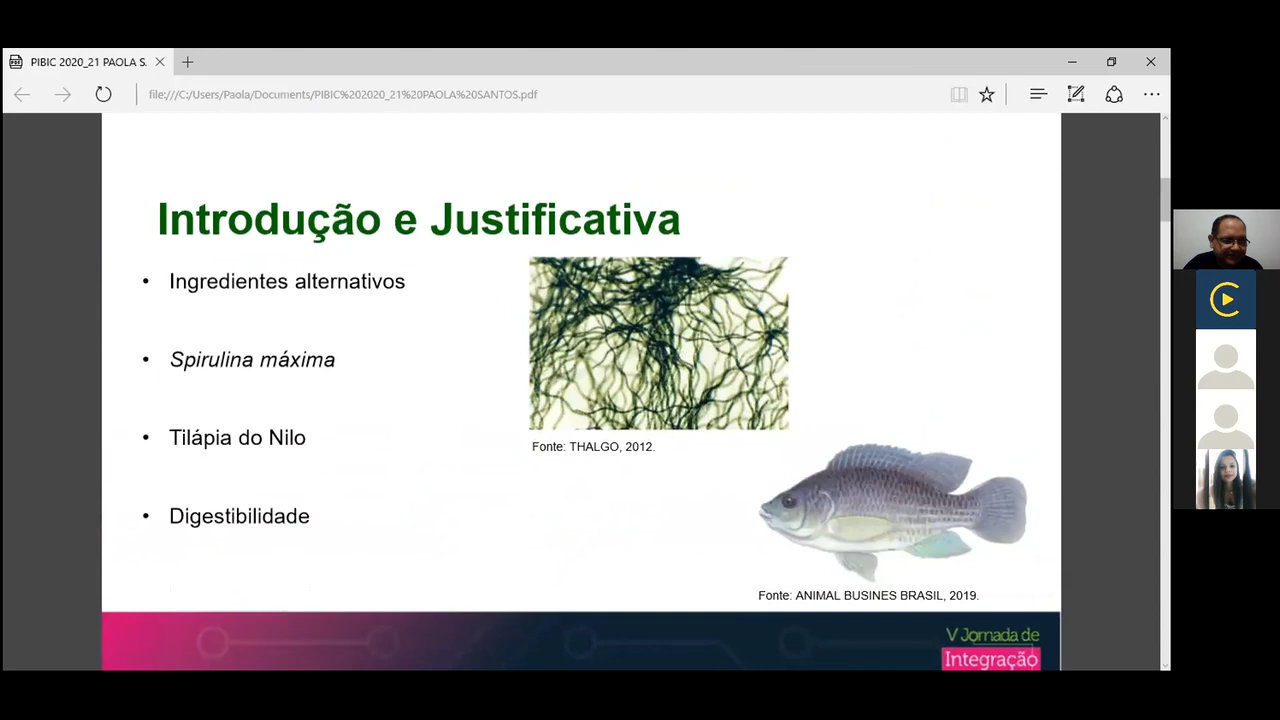 PIBIC 2020_21 PAOLA S.
file:///C:/Users/Paola/Documents/PIBIC%202020_21%20PAOLA%20SANTOS.pdf
Introdução e Justificativa
• Ingredientes alternativos
• Spirulina máxima
• Tilápia do Nilo
• Digestibilidade
Fonte: THALGO, 2012.
Fonte: ANIMAL BUSINES BRASIL, 2019.
V Jornada de
Integração